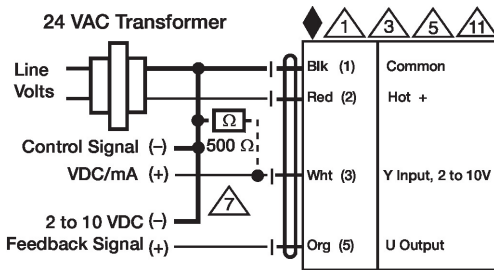 24 VAC Transformer
1 3 5 11
Line
Volts
Blk (1) Common
Red (2) Hot +
Ω
500 Ω
Control Signal (–)
VDC/mA (+)
Wht (3) Y Input, 2 to 10V
7
2 to 10 VDC (–)
Feedback Signal (+)
Org (5) U Output